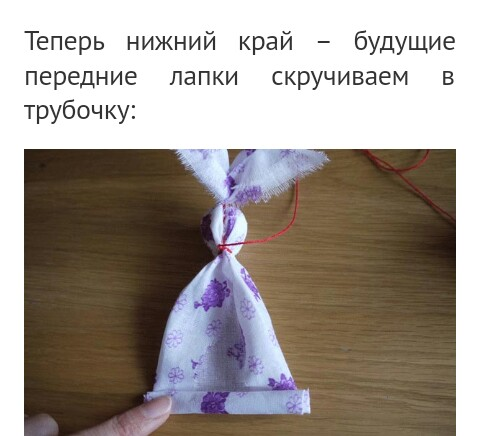 Теперь нижний край – будущие
передние лапки скручиваем в
трубочку: